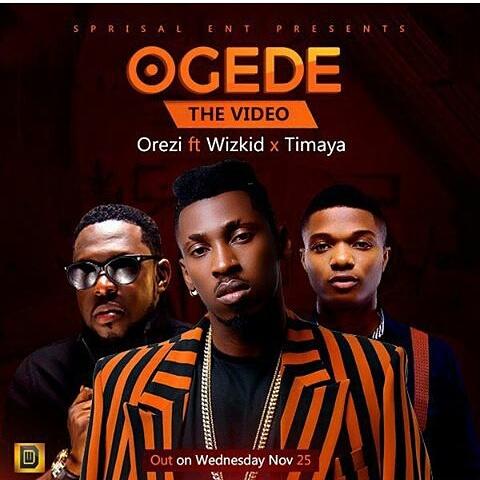 SPRISAL ENT PRESENTS
OGEDE
THE VIDEO
Orezi ft Wizkid x Timaya
Out on Wednesday Nov 25